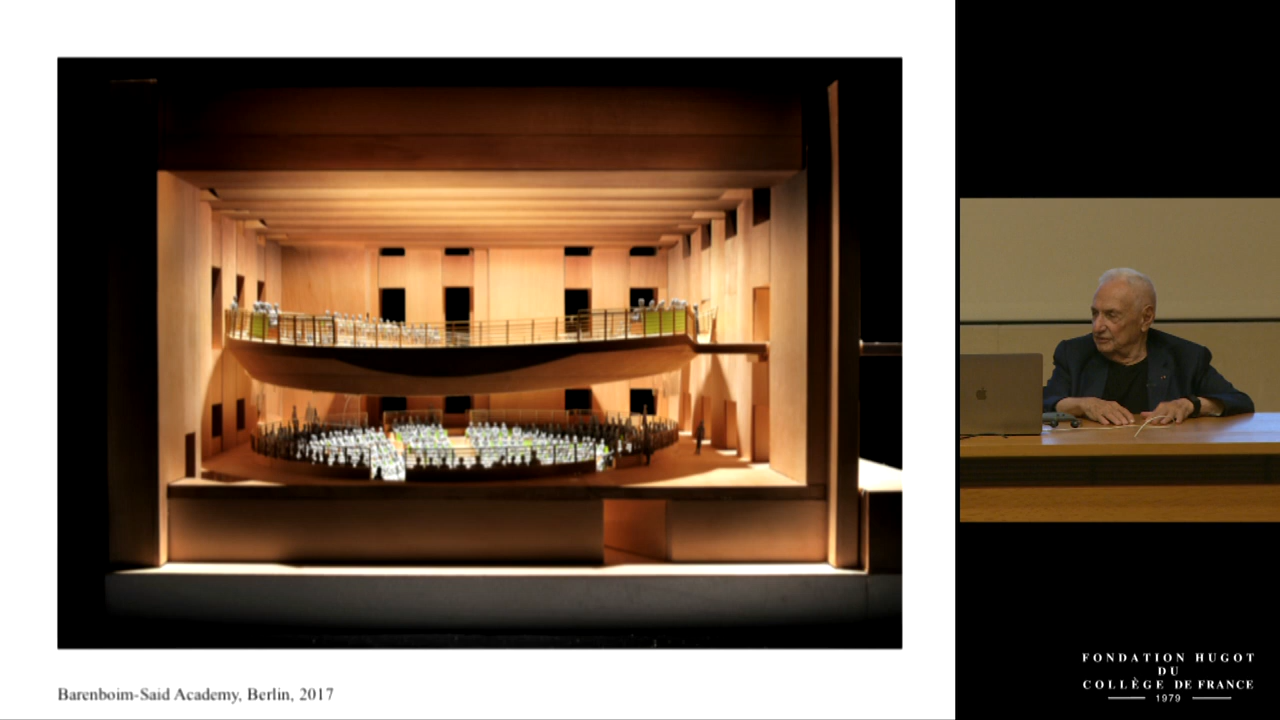 Barenboim-Said Academy, Berlin, 2017
FONDATION HUGOT
DU
COLLÈGE DE FRANCE
1979